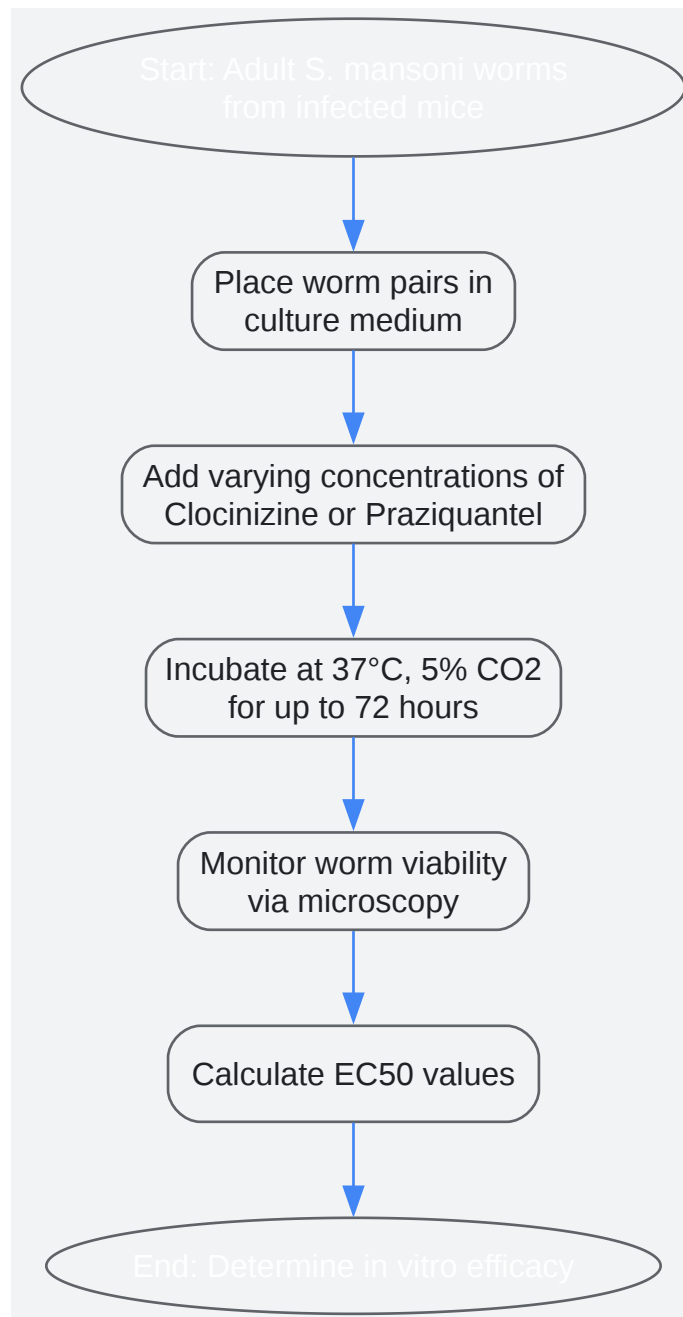 Start: Adult S. mansoni worms
from infected mice
Place worm pairs in
culture medium
Add varying concentrations of
Clocinizine or Praziquantel
Incubate at 37°C, 5% CO2
for up to 72 hours
Monitor worm viability
via microscopy
Calculate EC50 values
End: Determine in vitro efficacy